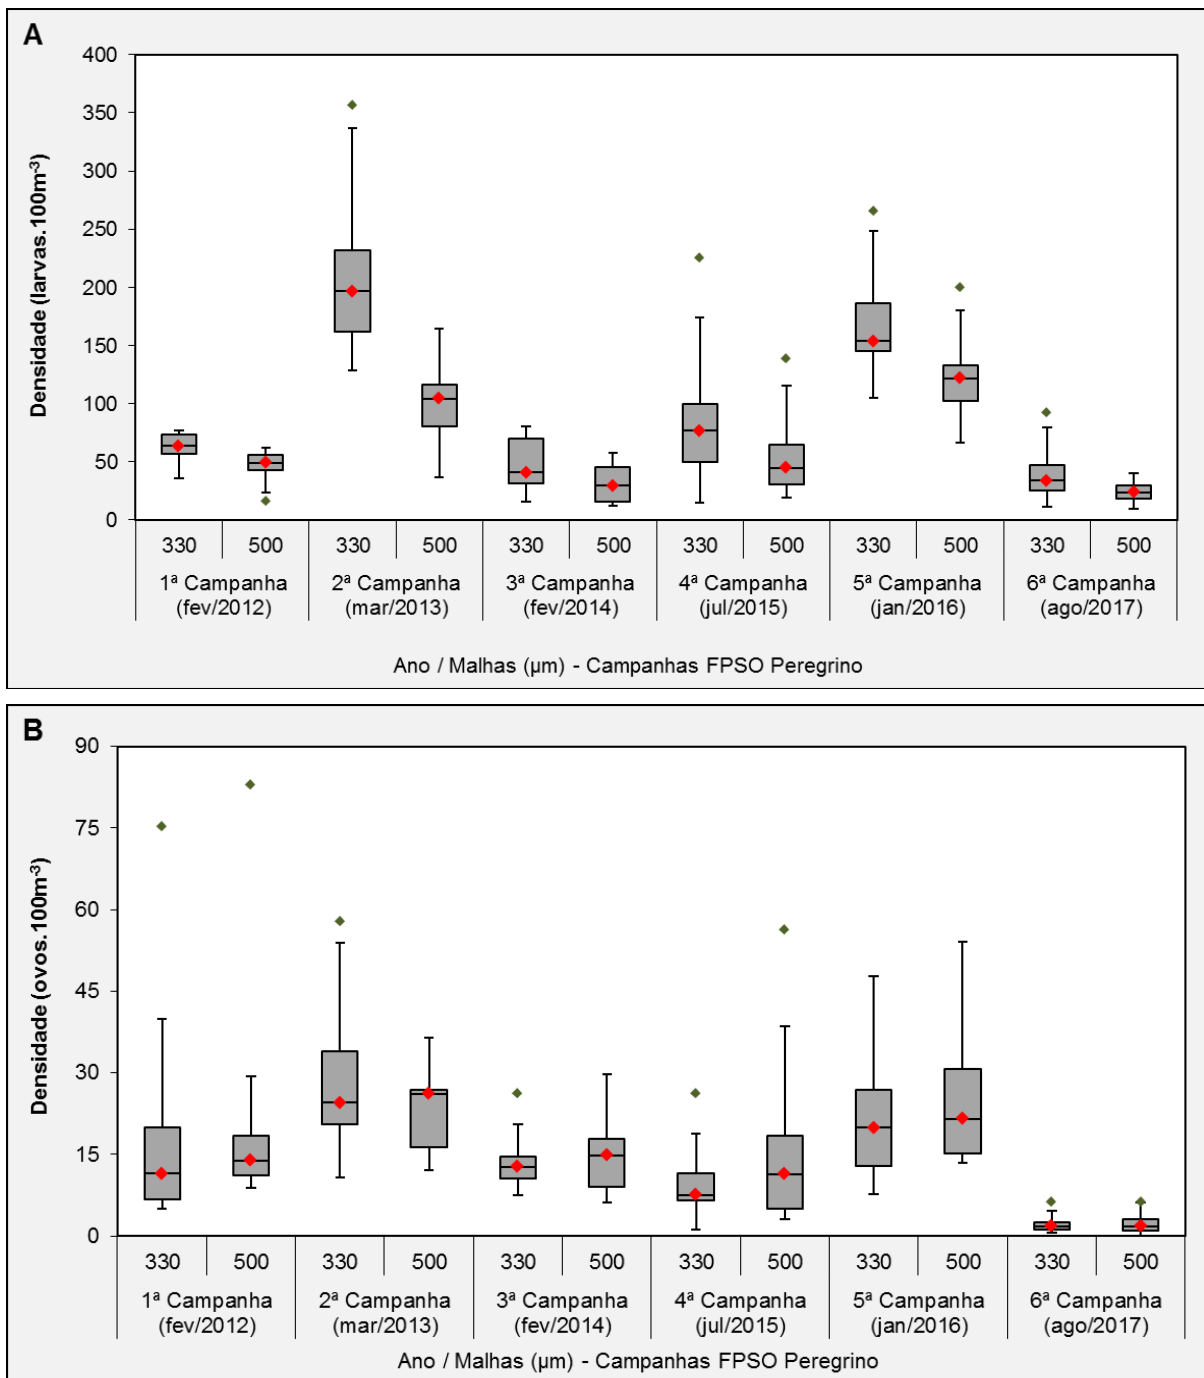 A
400
350
300
250
200
150
100
50
0
Densidade (larvas.100m⁻³)
330 500 330 500 330 500 330 500 330 500 330 500
1ª Campanha 2ª Campanha 3ª Campanha 4ª Campanha 5ª Campanha 6ª Campanha
(fev/2012) (mar/2013) (fev/2014) (jul/2015) (jan/2016) (ago/2017)
Ano / Malhas (µm) - Campanhas FPSO Peregrino
B
90
75
60
45
30
15
0
Densidade (ovos.100m⁻³)
330 500 330 500 330 500 330 500 330 500 330 500
1ª Campanha 2ª Campanha 3ª Campanha 4ª Campanha 5ª Campanha 6ª Campanha
(fev/2012) (mar/2013) (fev/2014) (jul/2015) (jan/2016) (ago/2017)
Ano / Malhas (µm) - Campanhas FPSO Peregrino